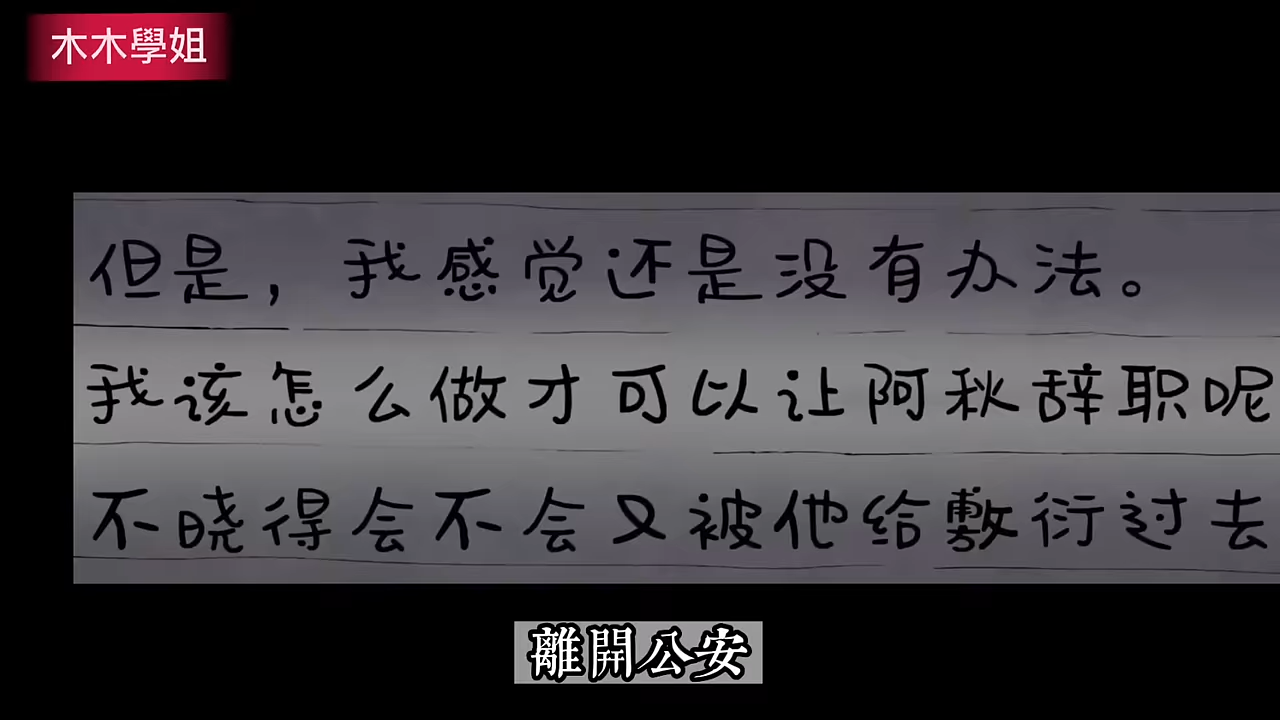 木木學姐
但是，我感觉还是没有办法。
我该怎么做才可以让阿秋辞职呢
不晓得会不会又被他给敷衍过去
離開公安